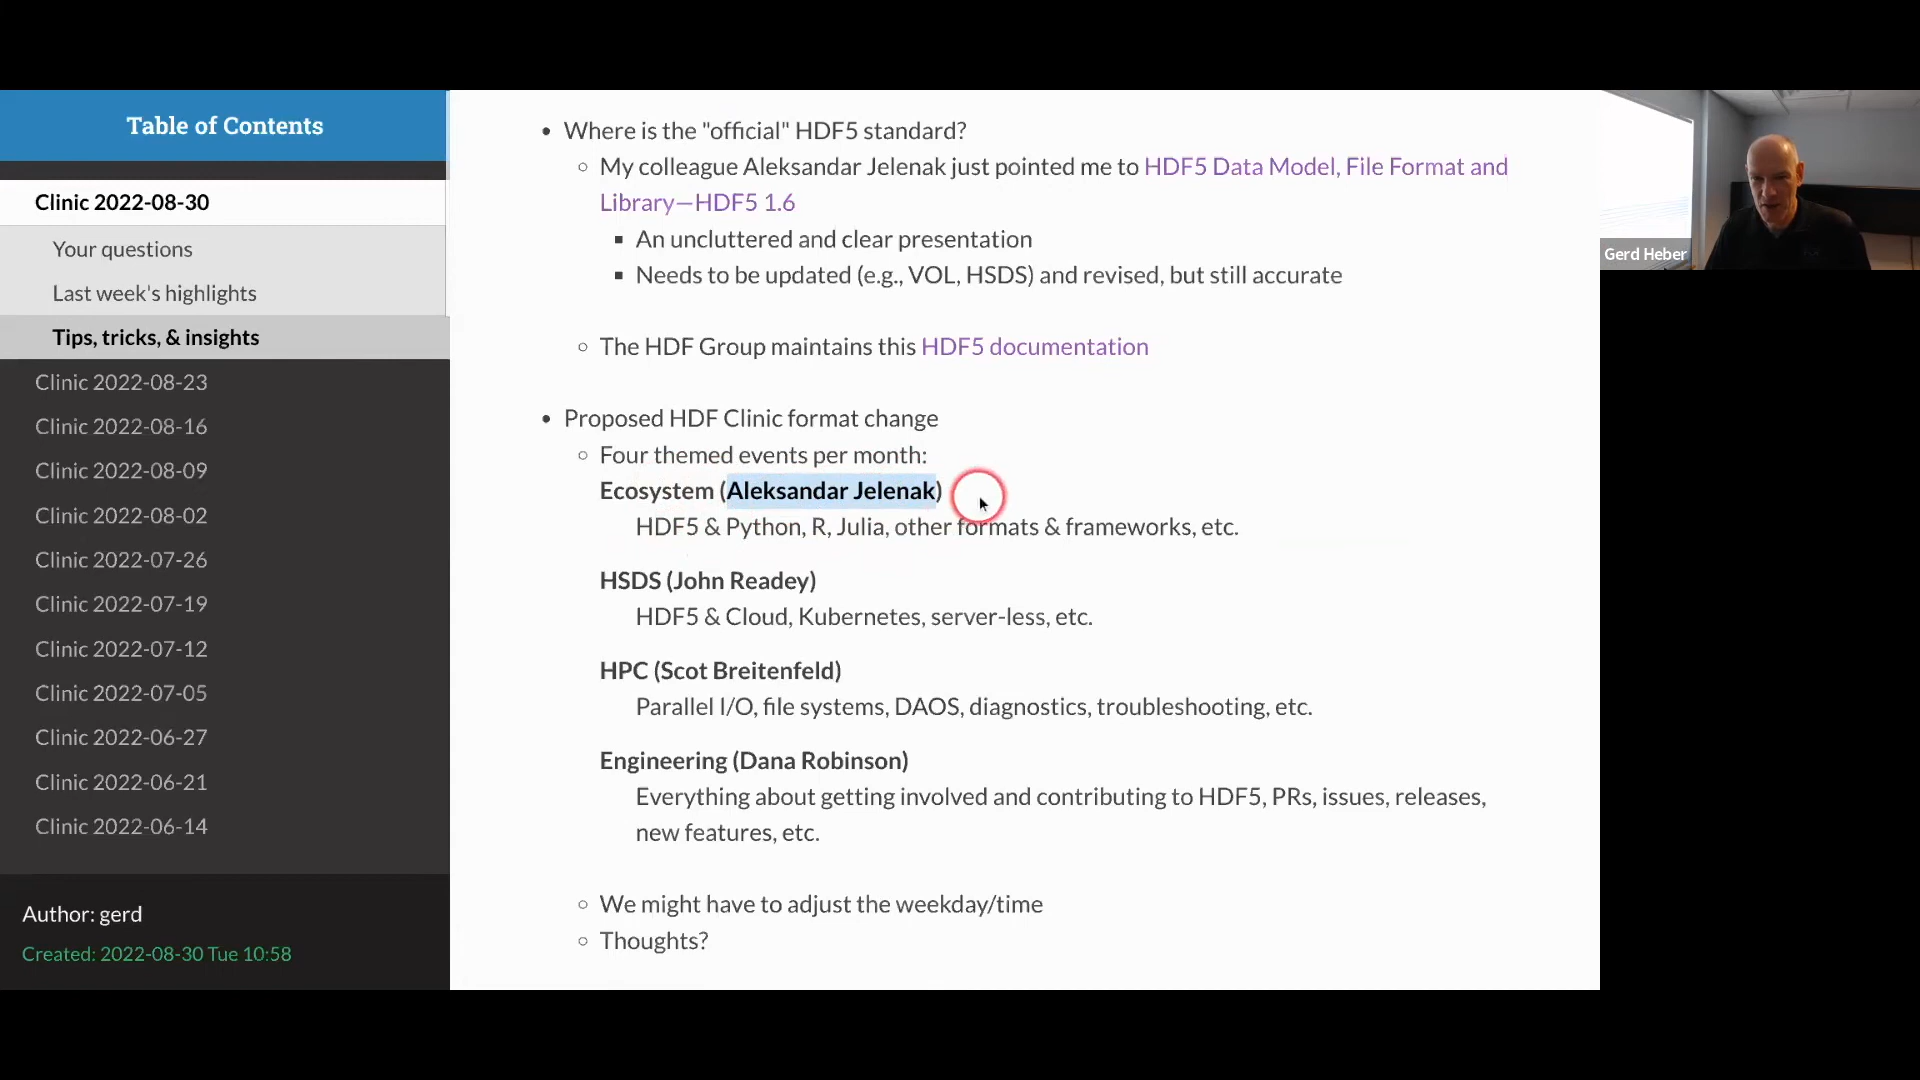 Table of Contents
Clinic 2022-08-30
Your questions
Last week's highlights
Tips, tricks, & insights
Clinic 2022-08-23
Clinic 2022-08-16
Clinic 2022-08-09
Clinic 2022-08-02
Clinic 2022-07-26
Clinic 2022-07-19
Clinic 2022-07-12
Clinic 2022-07-05
Clinic 2022-06-27
Clinic 2022-06-21
Clinic 2022-06-14
Author: gerd
Created: 2022-08-30 Tue 10:58
• Where is the "official" HDF5 standard?
◦ My colleague Aleksandar Jelenak just pointed me to HDF5 Data Model, File Format and
Library—HDF5 1.6
▪ An uncluttered and clear presentation
▪ Needs to be updated (e.g., VOL, HSDS) and revised, but still accurate
◦ The HDF Group maintains this HDF5 documentation
• Proposed HDF Clinic format change
◦ Four themed events per month:
Ecosystem (Aleksandar Jelenak)
HDF5 & Python, R, Julia, other formats & frameworks, etc.
HSDS (John Readey)
HDF5 & Cloud, Kubernetes, server-less, etc.
HPC (Scot Breitenfeld)
Parallel I/O, file systems, DAOS, diagnostics, troubleshooting, etc.
Engineering (Dana Robinson)
Everything about getting involved and contributing to HDF5, PRs, issues, releases,
new features, etc.
◦ We might have to adjust the weekday/time
◦ Thoughts?
Gerd Heber